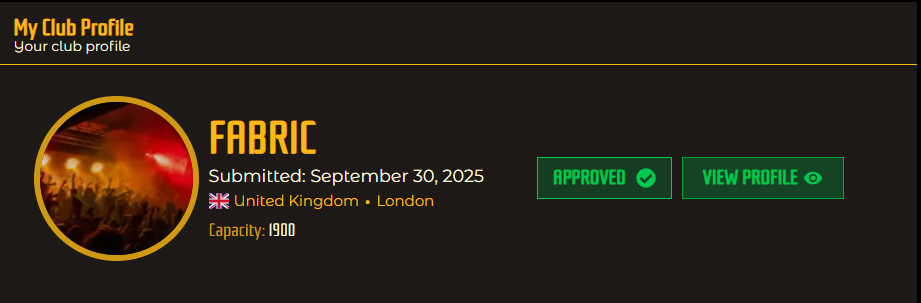 My Club Profile
Your club profile
FABRIC
Submitted: September 30, 2025
United Kingdom • London
Capacity: 1900
APPROVED
VIEW PROFILE